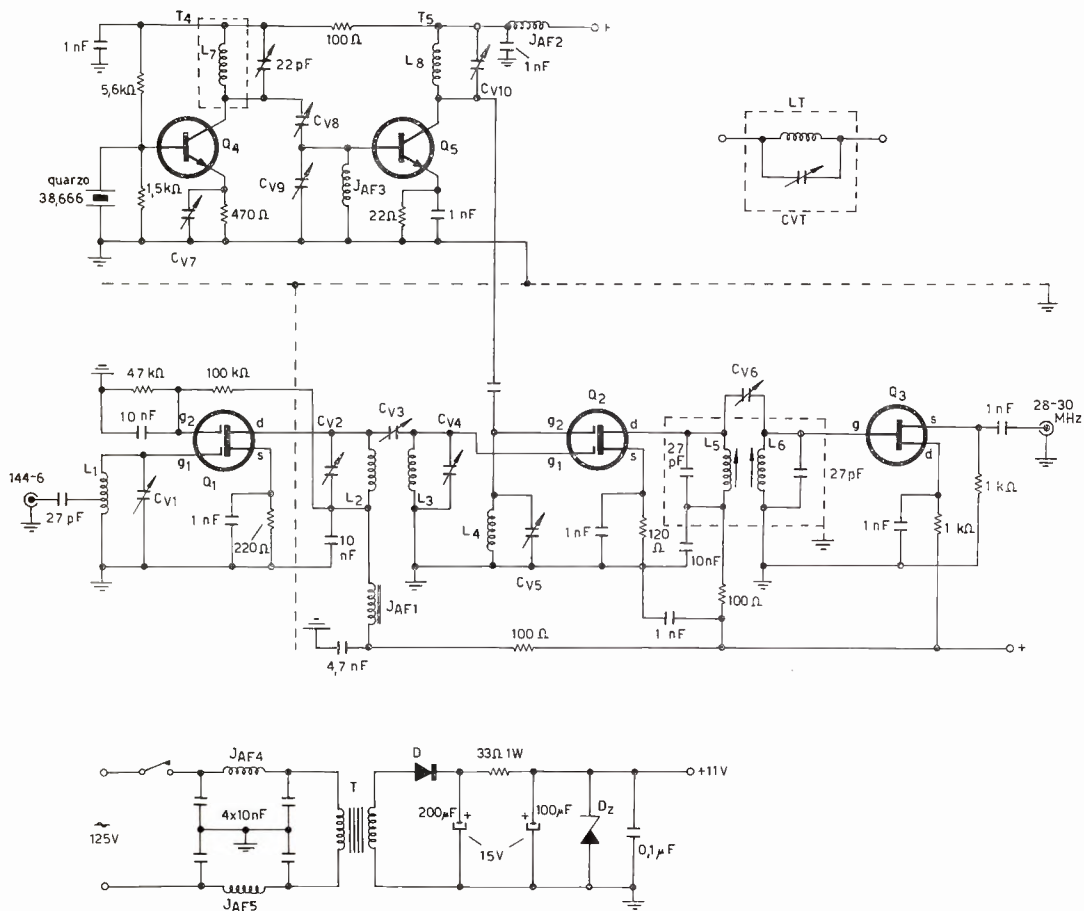 T4
T5
1 nF
L7
22 pF
100 Ω
L8
JAF2
+
1 nF
CV10
5,6kΩ
Q4
CV8
Q5
LT
quarzo
38,666
1,5kΩ
CV9
JAF3
CVT
470 Ω
22Ω
1 nF
CV7
47 kΩ
100 kΩ
CV6
Q2
Q3
10 nF
g2
d
CV2
CV3
CV4
g2
d
s
1 nF
28-30
MHz
L1
g1
s
g1
s
27
pF
L5
L6
g
d
144-6
Q1
27pF
27 pF
CV1
L2
L3
1 kΩ
1 nF
220Ω
10
nF
L4
1 nF
120
Ω
10nF
1 nF
1 kΩ
CV5
JAF1
100 Ω
1 nF
100 Ω
4,7 nF
+
JAF4
D
33Ω 1W
+11V
T
~
125V
4x10nF
200µF
+
+
100µF
DZ
15V
0,1µF
JAF5